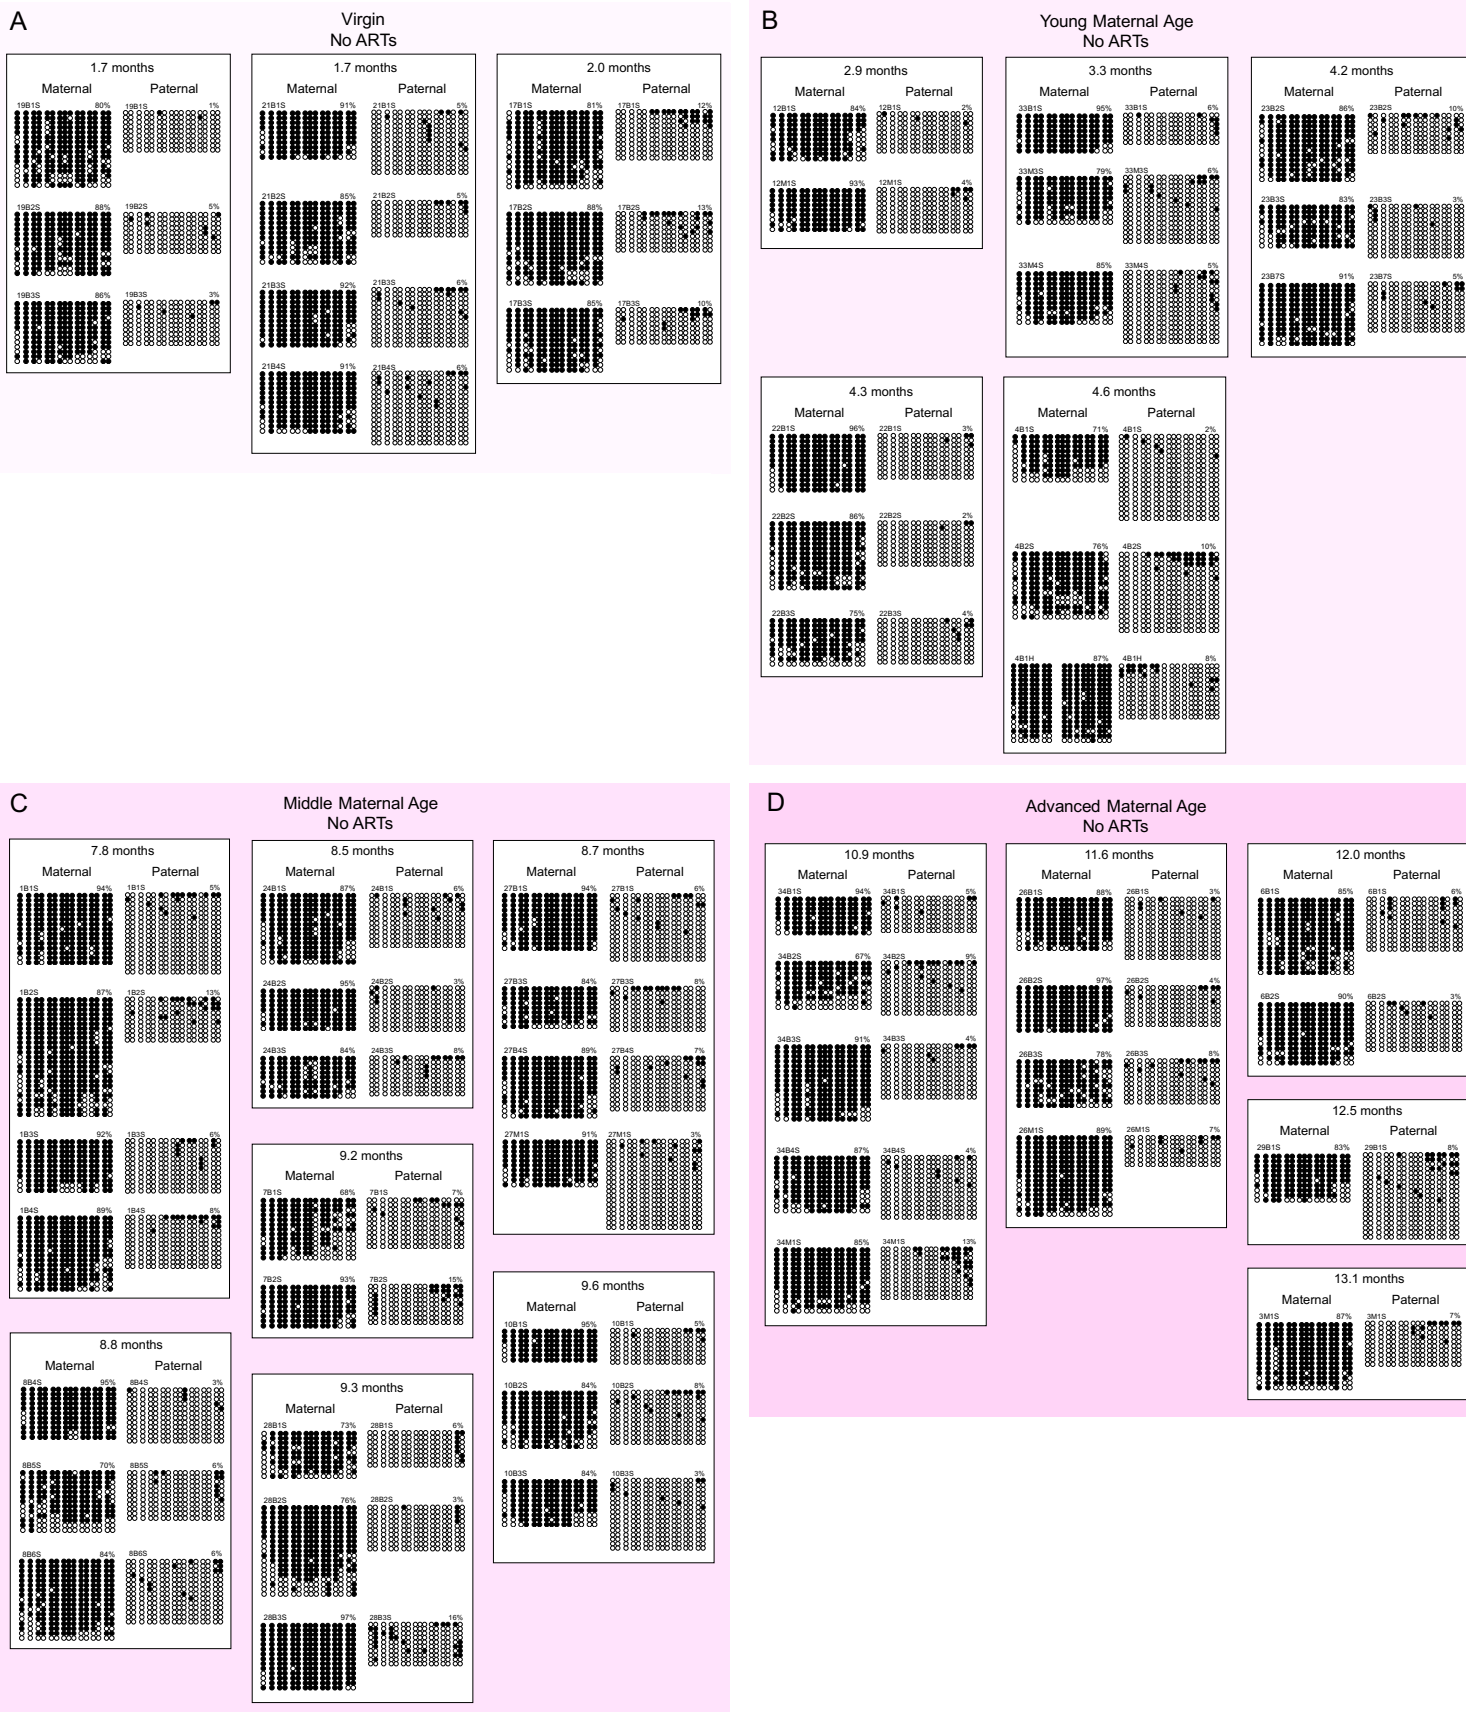 A
Virgin
No ARTs
1.7 months
Maternal Paternal
19B1S 80% 19B1S 1%
19B2S 88% 19B2S 5%
19B3S 86% 19B3S 3%
1.7 months
Maternal Paternal
21B1S 91% 21B1S 5%
21B2S 85% 21B2S 5%
21B3S 92% 21B3S 6%
21B4S 91% 21B4S 6%
2.0 months
Maternal Paternal
17B1S 81% 17B1S 12%
17B2S 88% 17B2S 13%
17B3S 85% 17B3S 10%
B
Young Maternal Age
No ARTs
2.9 months
Maternal Paternal
12B1S 84% 12B1S 2%
12M1S 93% 12M1S 4%
3.3 months
Maternal Paternal
33B1S 95% 33B1S 6%
33M3S 79% 33M3S 6%
33M4S 85% 33M4S 5%
4.2 months
Maternal Paternal
23B2S 86% 23B2S 10%
23B3S 83% 23B3S 3%
23B7S 91% 23B7S 5%
4.3 months
Maternal Paternal
22B1S 96% 22B1S 3%
22B2S 86% 22B2S 2%
22B3S 75% 22B3S 4%
4.6 months
Maternal Paternal
4B1S 71% 4B1S 2%
4B2S 76% 4B2S 10%
4B1H 87% 4B1H 8%
C
Middle Maternal Age
No ARTs
7.8 months
Maternal Paternal
1B1S 94% 1B1S 5%
1B2S 87% 1B2S 13%
1B3S 92% 1B3S 6%
1B4S 89% 1B4S 8%
8.5 months
Maternal Paternal
24B1S 87% 24B1S 6%
24B2S 95% 24B2S 3%
24B3S 84% 24B3S 8%
8.7 months
Maternal Paternal
27B1S 94% 27B1S 6%
27B3S 84% 27B3S 8%
27B4S 89% 27B4S 7%
27M1S 91% 27M1S 3%
8.8 months
Maternal Paternal
8B4S 95% 8B4S 3%
8B5S 70% 8B5S 6%
8B6S 84% 8B6S 6%
9.2 months
Maternal Paternal
7B1S 68% 7B1S 7%
7B2S 93% 7B2S 15%
9.3 months
Maternal Paternal
28B1S 73% 28B1S 6%
28B2S 76% 28B2S 3%
28B3S 97% 28B3S 16%
9.6 months
Maternal Paternal
10B1S 95% 10B1S 5%
10B2S 84% 10B2S 8%
10B3S 84% 10B3S 3%
D
Advanced Maternal Age
No ARTs
10.9 months
Maternal Paternal
34B1S 94% 34B1S 5%
34B2S 67% 34B2S 9%
34B3S 91% 34B3S 4%
34B4S 87% 34B4S 4%
34M1S 85% 34M1S 13%
11.6 months
Maternal Paternal
26B1S 88% 26B1S 3%
26B2S 97% 26B2S 4%
26B3S 78% 26B3S 8%
26M1S 89% 26M1S 7%
12.0 months
Maternal Paternal
6B1S 85% 6B1S 6%
6B2S 90% 6B2S 3%
12.5 months
Maternal Paternal
29B1S 83% 29B1S 8%
13.1 months
Maternal Paternal
3M1S 87% 3M1S 7%